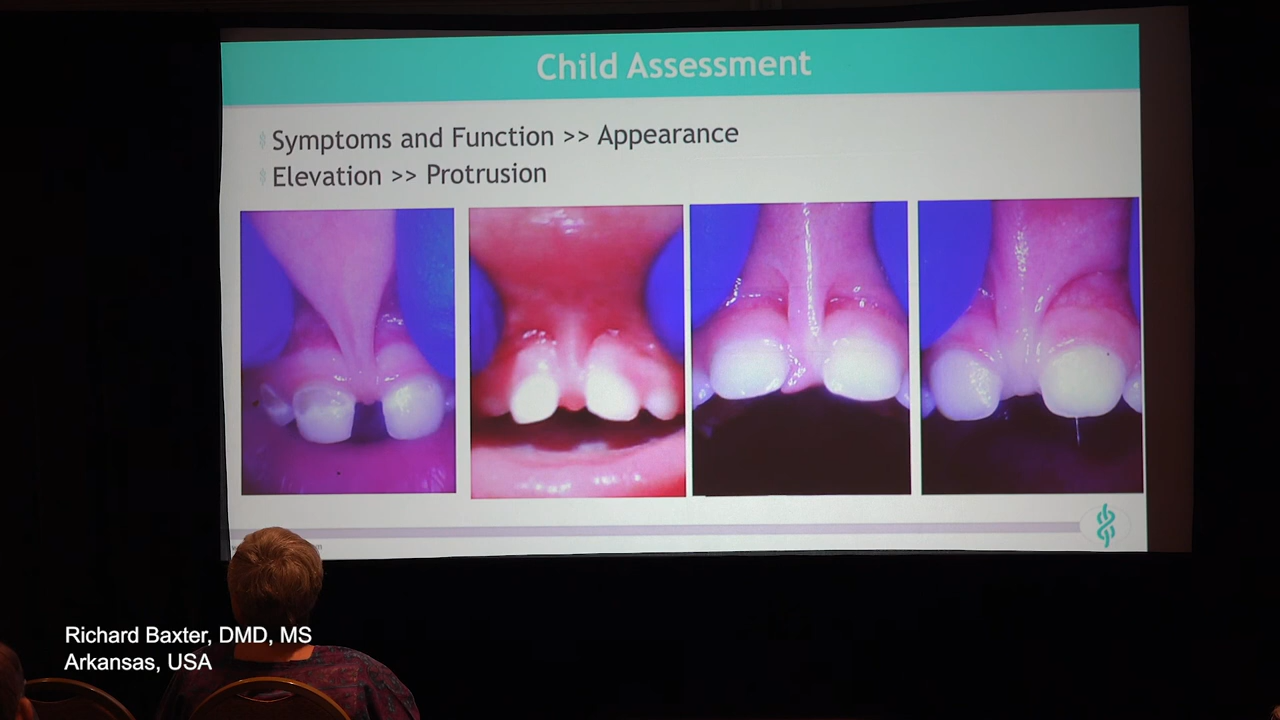 Child Assessment
Symptoms and Function >> Appearance
Elevation >> Protrusion
Richard Baxter, DMD, MS
Arkansas, USA